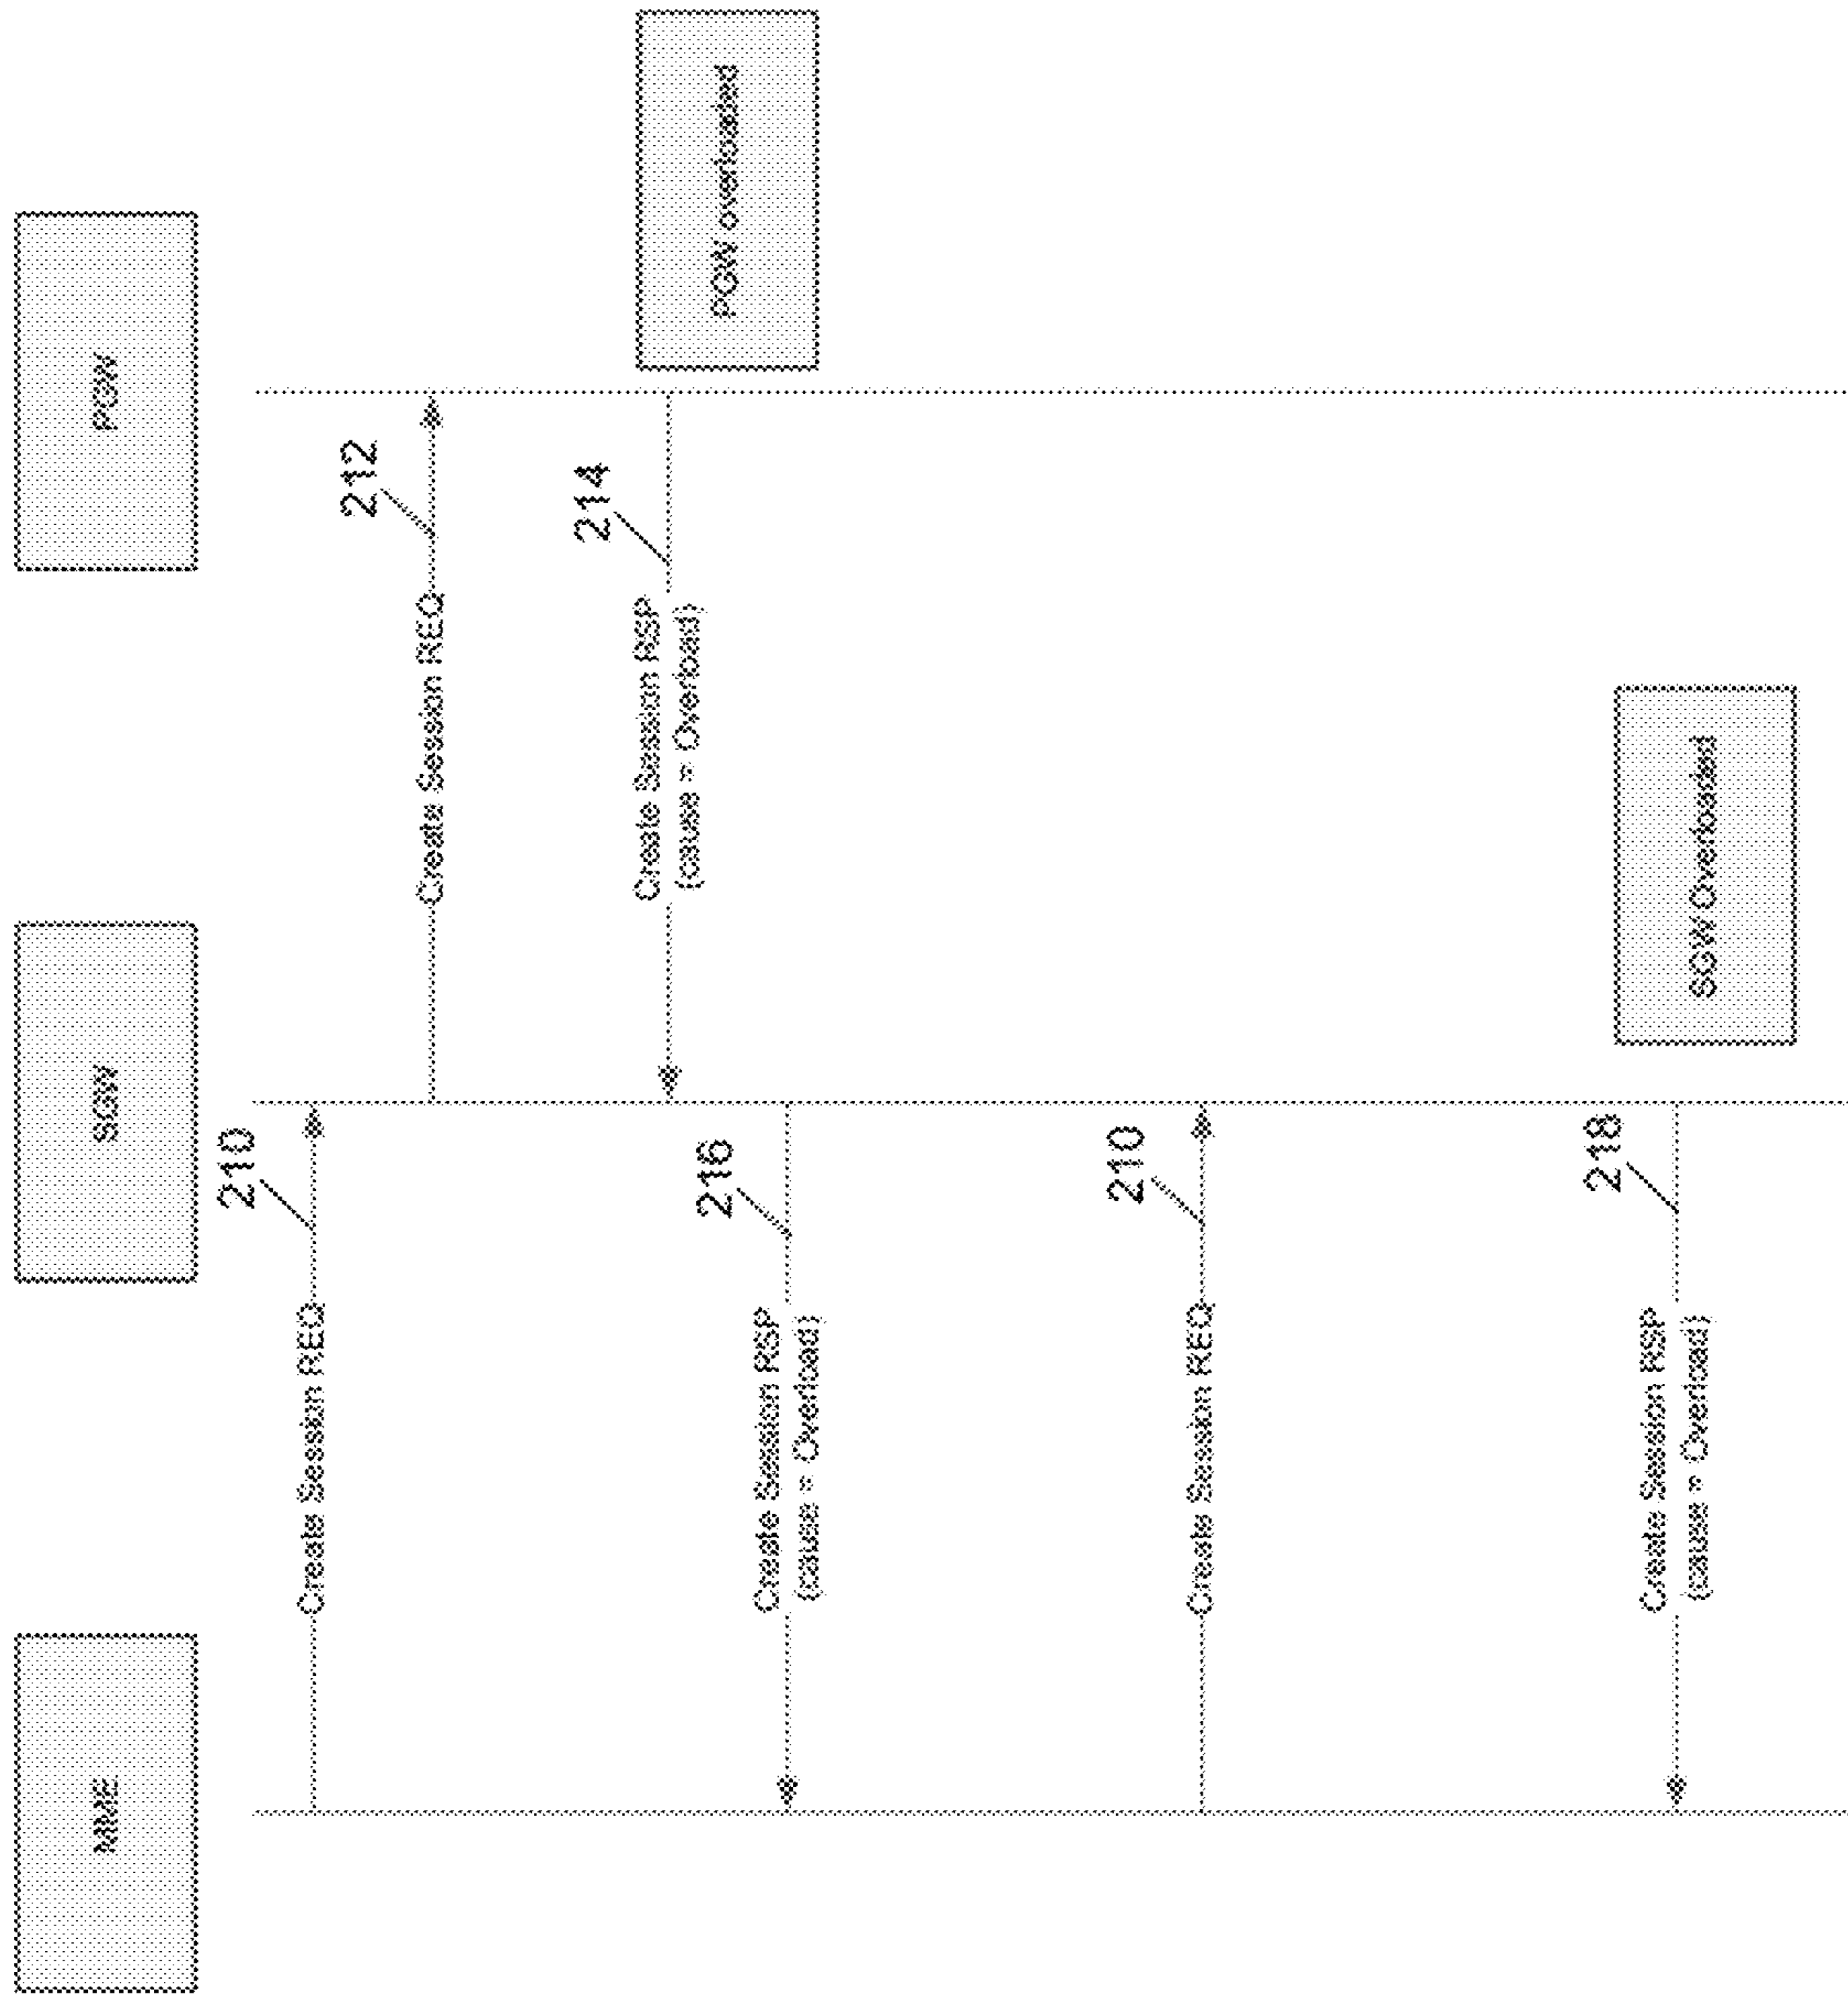 MME
SGW
PGW
210
Create Session REQ
212
Create Session REQ
214
Create Session RSP
(cause = Overload)
PGW overloaded
216
Create Session RSP
(cause = Overload)
210
Create Session REQ
218
Create Session RSP
(cause = Overload)
SGW Overloaded